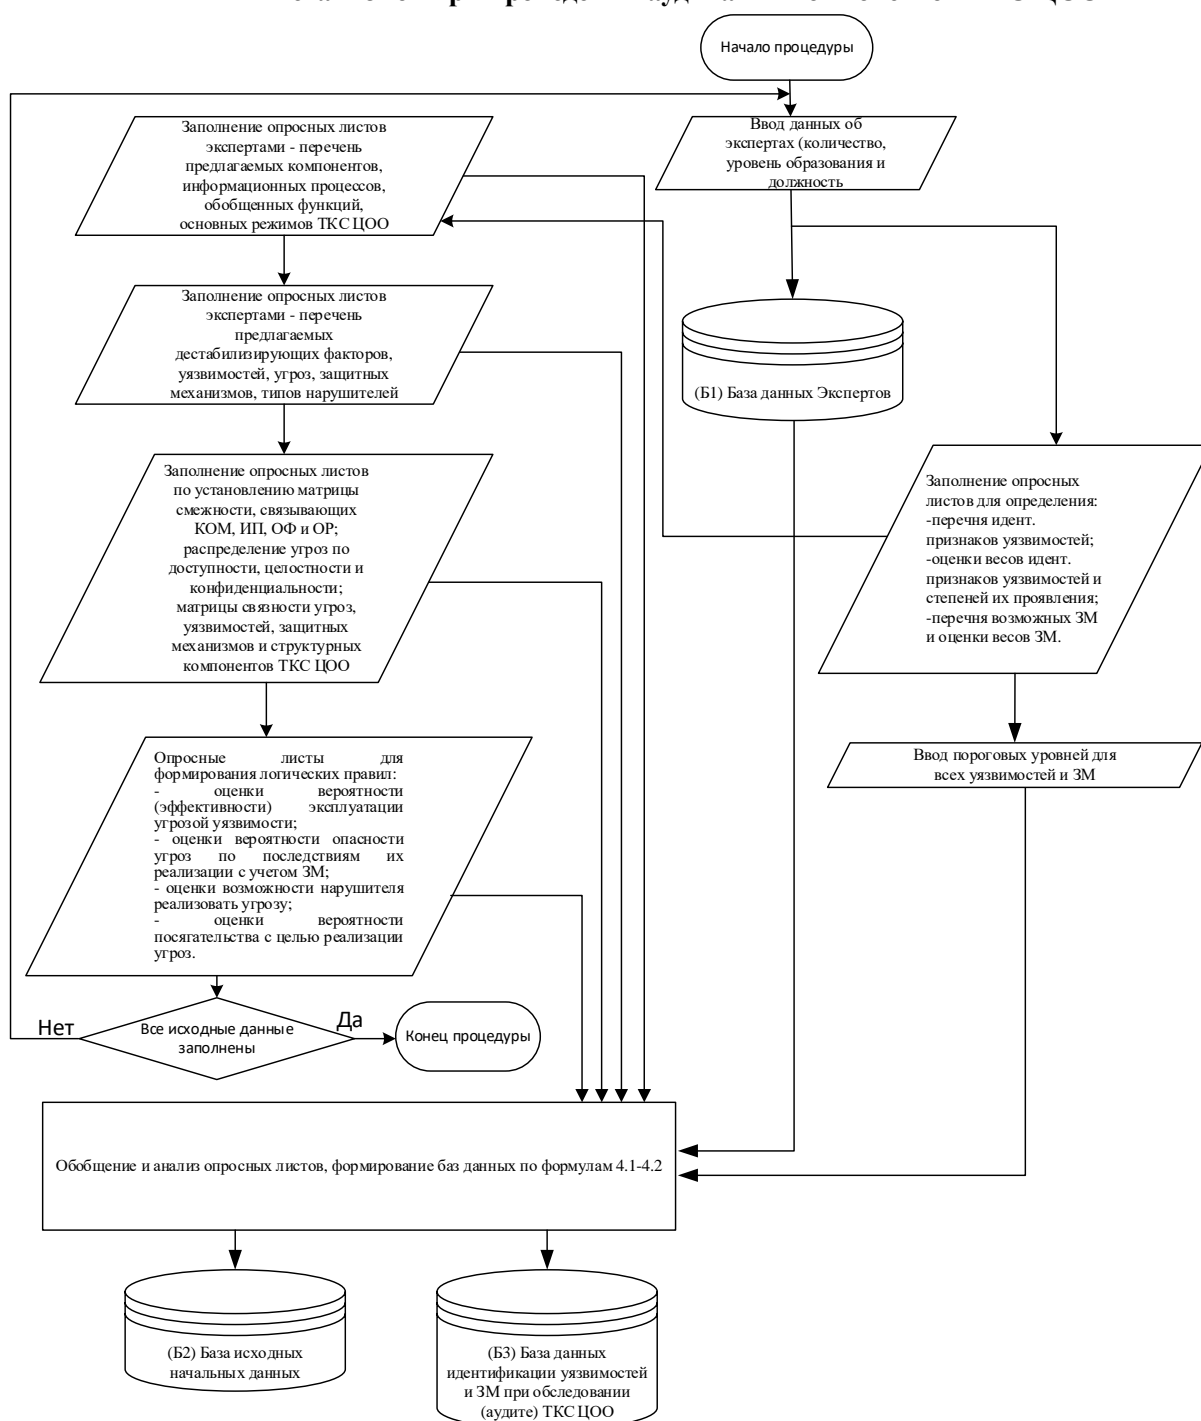 Начало процедуры
Ввод данных об
экспертах (количество,
уровень образования и
должность
Заполнение опросных листов
экспертами - перечень
предлагаемых компонентов,
информационных процессов,
обобщенных функций,
основных режимов ТКС ЦОО
Заполнение опросных листов
экспертами - перечень
предлагаемых
дестабилизирующих факторов,
уязвимостей, угроз, защитных
механизмов, типов нарушителей
(Б1) База данных Экспертов
Заполнение опросных листов
по установлению матрицы
смежности, связывающих
КОМ, ИП, ОФ и ОР;
распределение угроз по
доступности, целостности и
конфиденциальности;
матрицы связности угроз,
уязвимостей, защитных
механизмов и структурных
компонентов ТКС ЦОО
Заполнение опросных
листов для определения:
-перечня идент.
признаков уязвимостей;
-оценки весов идент.
признаков уязвимостей и
степеней их проявления;
-перечня возможных ЗМ
и оценки весов ЗМ.
Ввод пороговых уровней для
всех уязвимостей и ЗМ
Опросные листы для
формирования логических правил:
- оценки вероятности
(эффективности) эксплуатации
угрозой уязвимости;
- оценки вероятности опасности
угроз по последствиям их
реализации с учетом ЗМ;
- оценки возможности нарушителя
реализовать угрозу;
- оценки вероятности
посягательства с целью реализации
угроз.
Нет
Все исходные данные
заполнены
Да
Конец процедуры
Обобщение и анализ опросных листов, формирование баз данных по формулам 4.1-4.2
(Б2) База исходных
начальных данных
(Б3) База данных
идентификации уязвимостей
и ЗМ при обследовании
(аудите) ТКС ЦОО